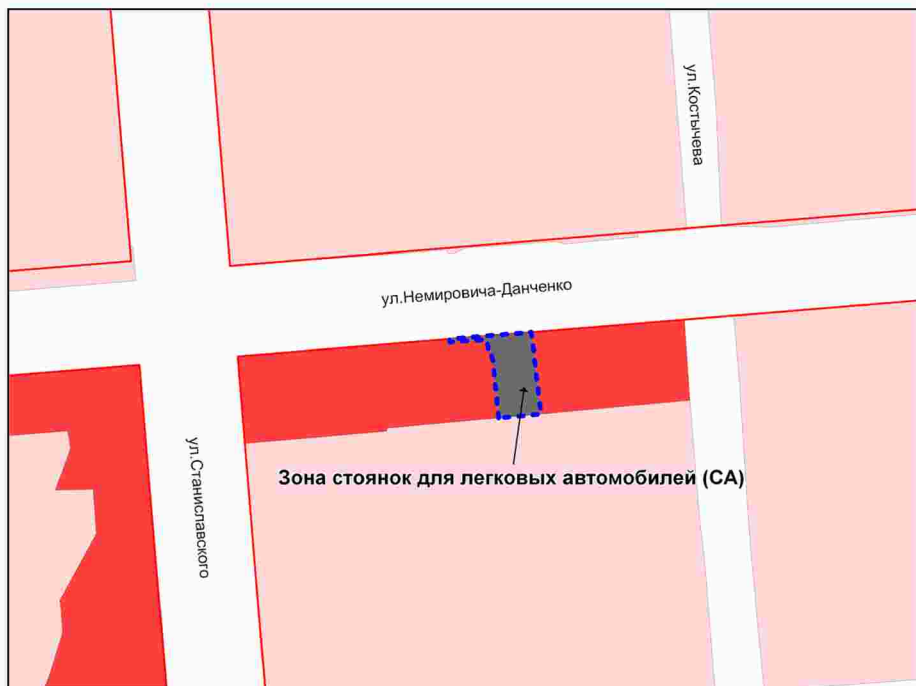 ул.Костычева
ул.Немировича-Данченко
Зона стоянок для легковых автомобилей (СА)
ул.Станиславского